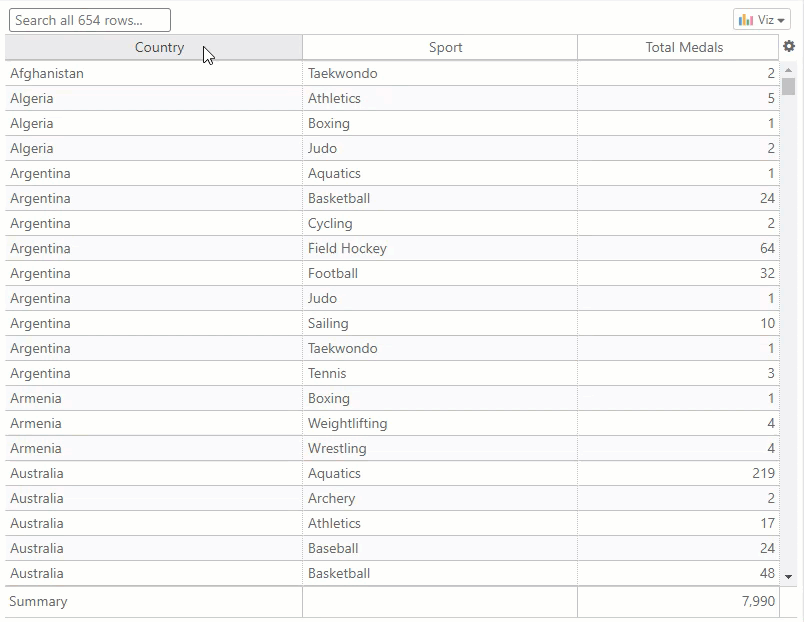 Search all 654 rows... Viz
Country Sport Total Medals
Afghanistan Taekwondo 2
Algeria Athletics 5
Algeria Boxing 1
Algeria Judo 2
Argentina Aquatics 1
Argentina Basketball 24
Argentina Cycling 2
Argentina Field Hockey 64
Argentina Football 32
Argentina Judo 1
Argentina Sailing 10
Argentina Taekwondo 1
Argentina Tennis 3
Armenia Boxing 1
Armenia Weightlifting 4
Armenia Wrestling 4
Australia Aquatics 219
Australia Archery 2
Australia Athletics 17
Australia Baseball 24
Australia Basketball 48
Summary 7,990